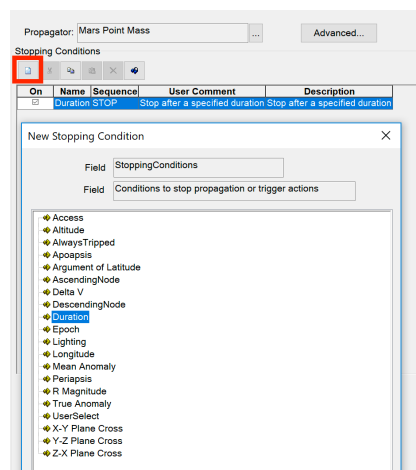 Propagator: Mars Point Mass ... Advanced...
Stopping Conditions
On Name Sequence User Comment Description
Duration STOP Stop after a specified duration Stop after a specified duration
New Stopping Condition
Field StoppingConditions
Field Conditions to stop propagation or trigger actions
Access
Altitude
AlwaysTripped
Apoapsis
Argument of Latitude
AscendingNode
Delta V
DescendingNode
Duration
Epoch
Lighting
Longitude
Mean Anomaly
Periapsis
R Magnitude
True Anomaly
UserSelect
X-Y Plane Cross
Y-Z Plane Cross
Z-X Plane Cross